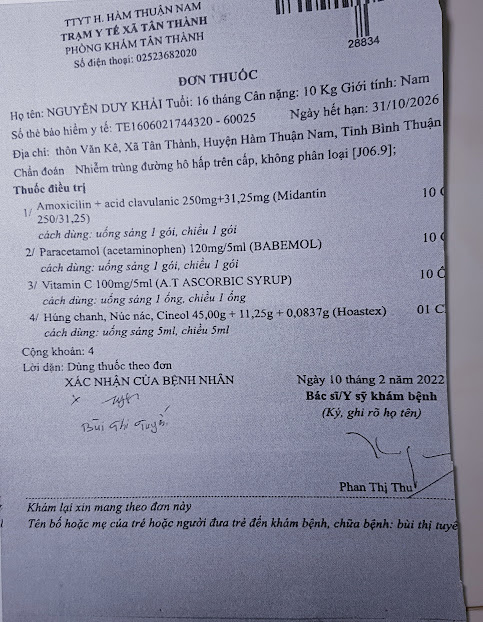 TTYT H. HÀM THUẬN NAM
TRẠM Y TẾ XÃ TÂN THÀNH
PHÒNG KHÁM TÂN THÀNH
Số điện thoại: 02523682020
28834
ĐƠN THUỐC
Họ tên: NGUYỄN DUY KHẢI Tuổi: 16 tháng Cân nặng: 10 Kg Giới tính: Nam
Số thẻ bảo hiểm y tế: TE1606021744320 - 60025 Ngày hết hạn: 31/10/2026
Địa chỉ: thôn Văn Kê, Xã Tân Thành, Huyện Hàm Thuận Nam, Tỉnh Bình Thuận
Chẩn đoán Nhiễm trùng đường hô hấp trên cấp, không phân loại [J06.9];
Thuốc điều trị
1/ Amoxicilin + acid clavulanic 250mg+31,25mg (Midantin 10
250/31,25)
cách dùng: uống sáng 1 gói, chiều 1 gói
2/ Paracetamol (acetaminophen) 120mg/5ml (BABEMOL) 10
cách dùng: uống sáng 1 gói, chiều 1 gói
3/ Vitamin C 100mg/5ml (A.T ASCORBIC SYRUP) 10
cách dùng: uống sáng 1 ống, chiều 1 ống
4/ Húng chanh, Núc nác, Cineol 45,00g + 11,25g + 0,0837g (Hoastex) 01 C
cách dùng: uống sáng 5ml, chiều 5ml
Cộng khoản: 4
Lời dặn: Dùng thuốc theo đơn
XÁC NHẬN CỦA BỆNH NHÂN
Bùi Thị Tuyền
Ngày 10 tháng 2 năm 2022
Bác sĩ/Y sỹ khám bệnh
(Ký, ghi rõ họ tên)
Phan Thị Thu
Khám lại xin mang theo đơn này
Tên bố hoặc mẹ của trẻ hoặc người đưa trẻ đến khám bệnh, chữa bệnh: bùi thị tuyề